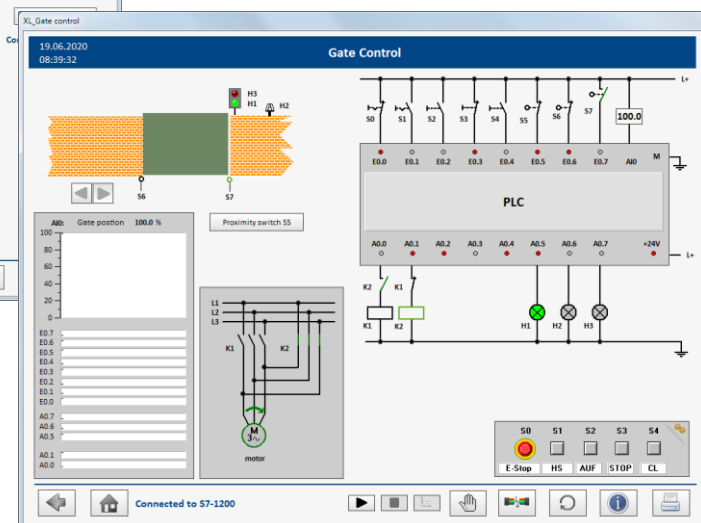 XL_Gate control
Co
19.06.2020
08:39:32
Gate Control
H3
H1
H2
S6
S7
Proximity switch S5
AI0: Gate postion 100.0 %
100
80
60
40
20
0
E0.7
E0.6
E0.5
E0.4
E0.3
E0.2
E0.1
E0.0
A0.7
A0.6
A0.5
A0.1
A0.0
L1
L2
L3
K1
K2
M
3~
motor
L+
S0 S1 S2 S3 S4 S5 S6 S7
100.0
E0.0 E0.1 E0.2 E0.3 E0.4 E0.5 E0.6 E0.7 AI0 M
PLC
A0.0 A0.1 A0.2 A0.3 A0.4 A0.5 A0.6 A0.7 +24V
L+
K2 K1
K1 K2 H1 H2 H3
S0 S1 S2 S3 S4
E-Stop HS AUF STOP CL
Connected to S7-1200